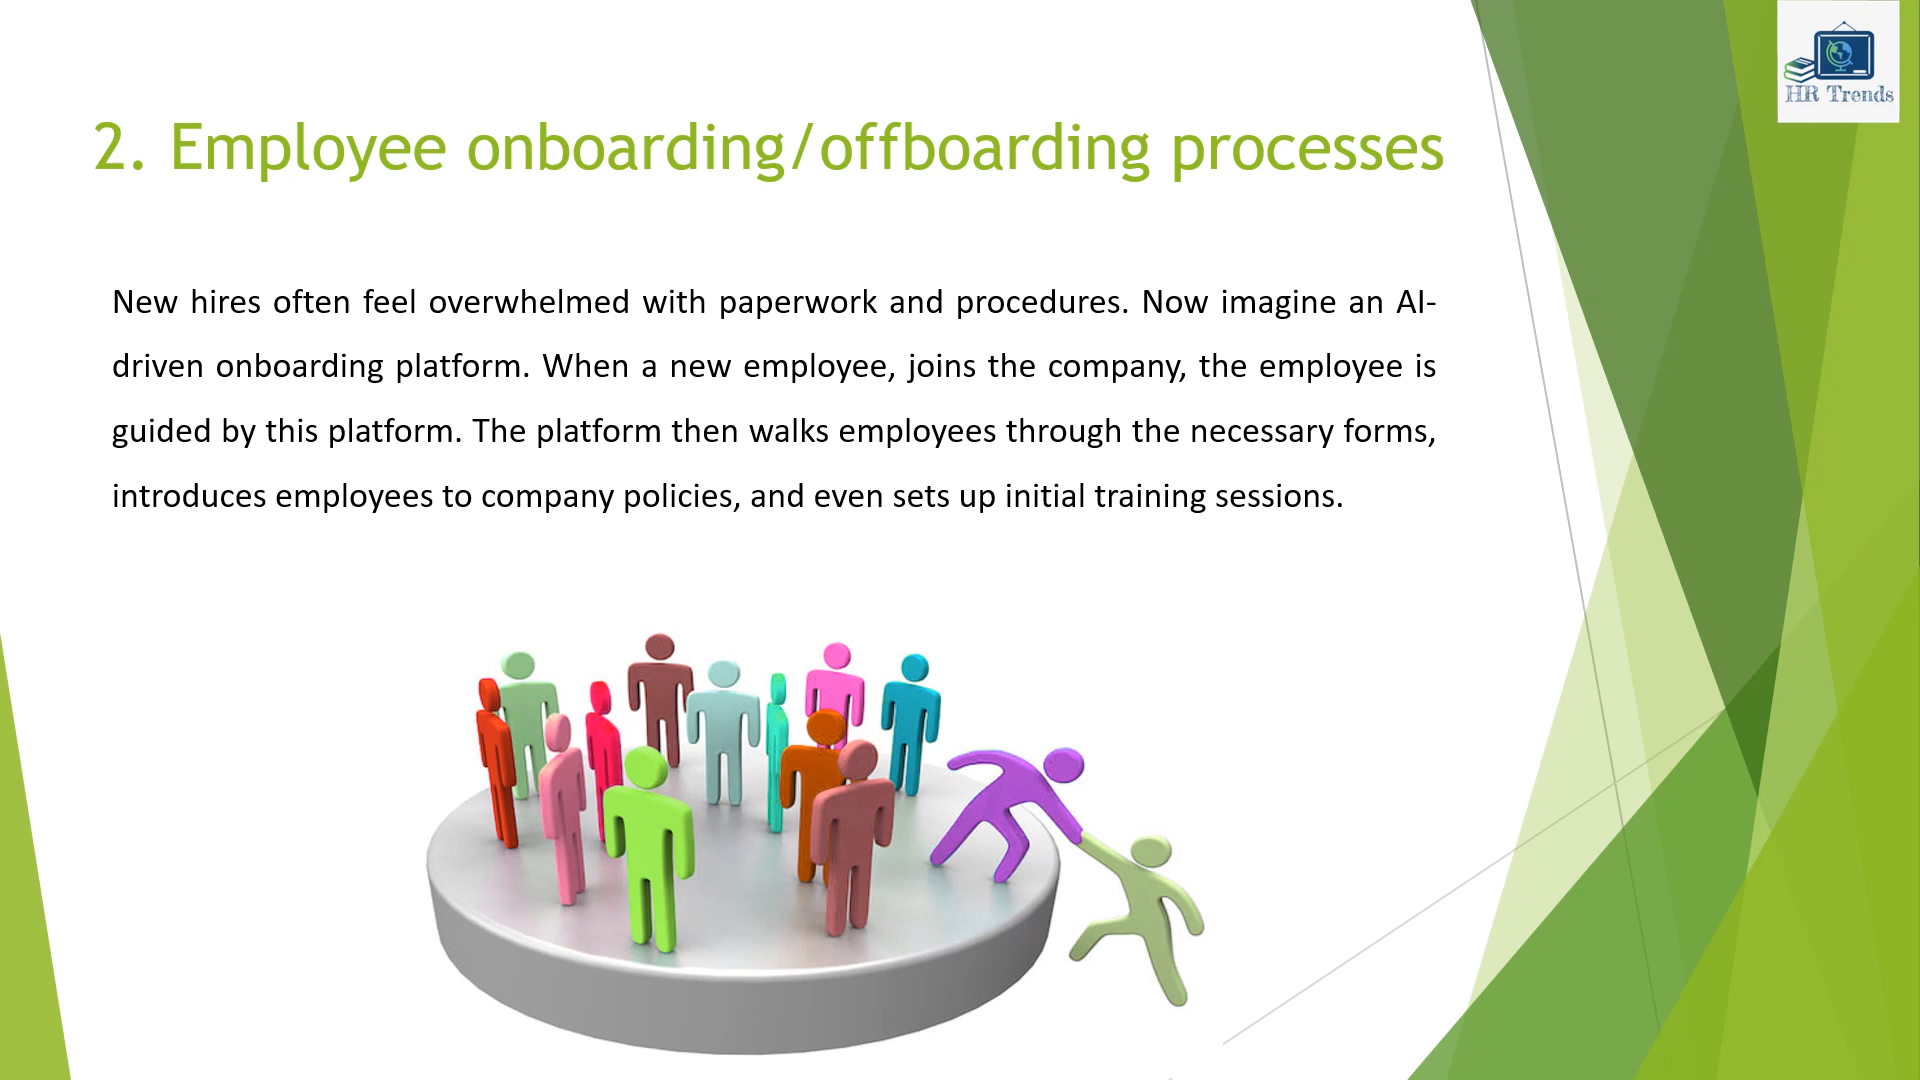 HR Trends
2. Employee onboarding/offboarding processes
New hires often feel overwhelmed with paperwork and procedures. Now imagine an AI-
driven onboarding platform. When a new employee, joins the company, the employee is
guided by this platform. The platform then walks employees through the necessary forms,
introduces employees to company policies, and even sets up initial training sessions.